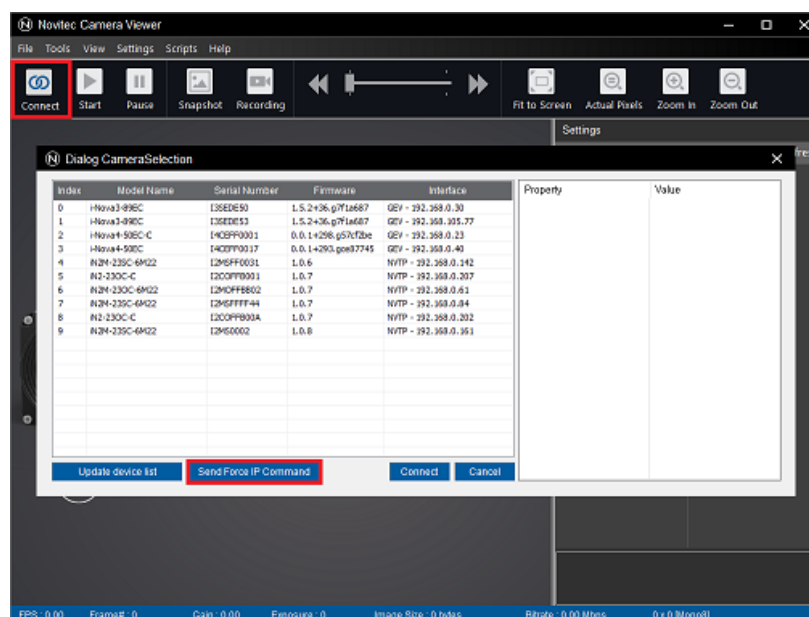 Novitec Camera Viewer
File Tools View Settings Scripts Help
Connect Start Pause Snapshot Recording Fit to Screen Actual Pixels Zoom In Zoom Out
Settings
Dialog CameraSelection
Index Model Name Serial Number Firmware Interface Property Value
0 i-Nova3-89EC I3SEDE50 1.5.2+36.g7f1a687 GEV - 192.168.0.30
1 i-Nova3-89EC I3SEDE53 1.5.2+36.g7f1a687 GEV - 192.168.105.77
2 i-Nova4-50EC-C I4CEFF0001 0.0.1+298.g57cf2be GEV - 192.168.0.23
3 i-Nova4-50EC I4CEFF0017 GEV - 192.168.0.40
4 iN2M-23SC-6M22 I2MSFF0031 1.0.6 NVTP - 192.168.0.142
5 iN2-23OC-C I2COFF8001 1.0.7 NVTP - 192.168.0.207
6 iN2M-23OC-6M22 I2MOFFBB02 1.0.7 NVTP - 192.168.0.61
7 iN2M-23SC-6M22 I2MSFFFF44 1.0.7 NVTP - 192.168.0.84
8 iN2-23OC-C I2COFF800A 1.0.7 NVTP - 192.168.0.202
9 iN2M-23SC-6M22 I2MS0002 1.0.8 NVTP - 192.168.0.161
Update device list Send Force IP Command Connect Cancel
FPS : 0.00 Frame# : 0 Gain : 0.00 Exposure : 0 Image Size : 0 bytes Bitrate : 0.00 Mbps 0 x 0 [Mono8]